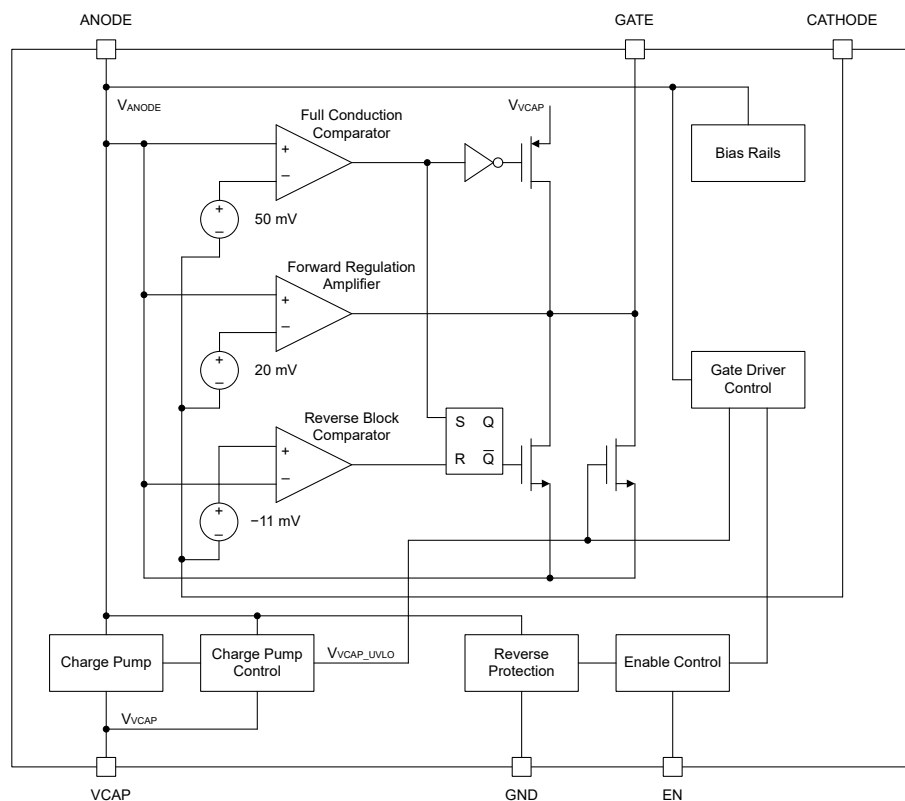 ANODE
GATE
CATHODE
VANODE
Full Conduction
Comparator
VVCAP
Bias Rails
+
−
+
−
50 mV
Forward Regulation
Amplifier
+
−
+
−
20 mV
Gate Driver
Control
Reverse Block
Comparator
S Q
R Q̅
+
−
+
−
−11 mV
Charge Pump
Charge Pump
Control
VVCAP_UVLO
Reverse
Protection
Enable Control
VVCAP
VCAP
GND
EN